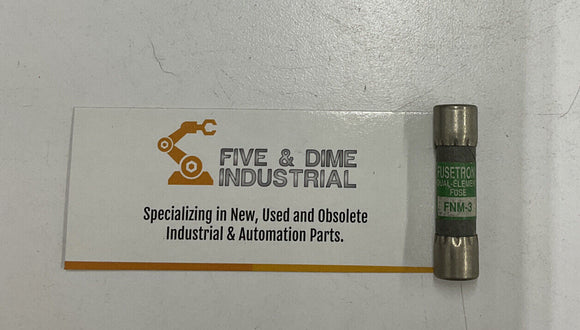 FIVE & DIME
INDUSTRIAL
Specializing in New, Used and Obsolete
Industrial & Automation Parts.
FUSETRON
DUAL-ELEMENT
FUSE
FNM-3